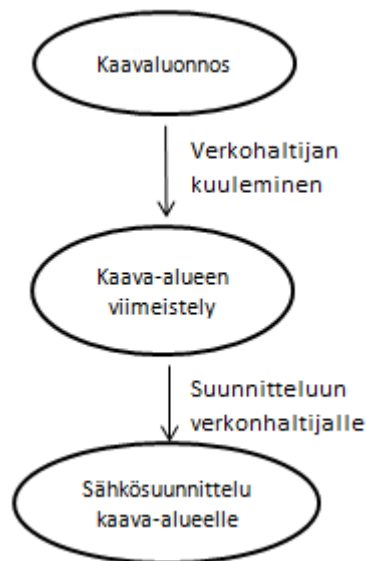 Kaavaluonnos
Verkohaltijan
kuuleminen
Kaava-alueen
viimeistely
Suunnitteluun
verkonhaltijalle
Sähkösuunnittelu
kaava-alueelle